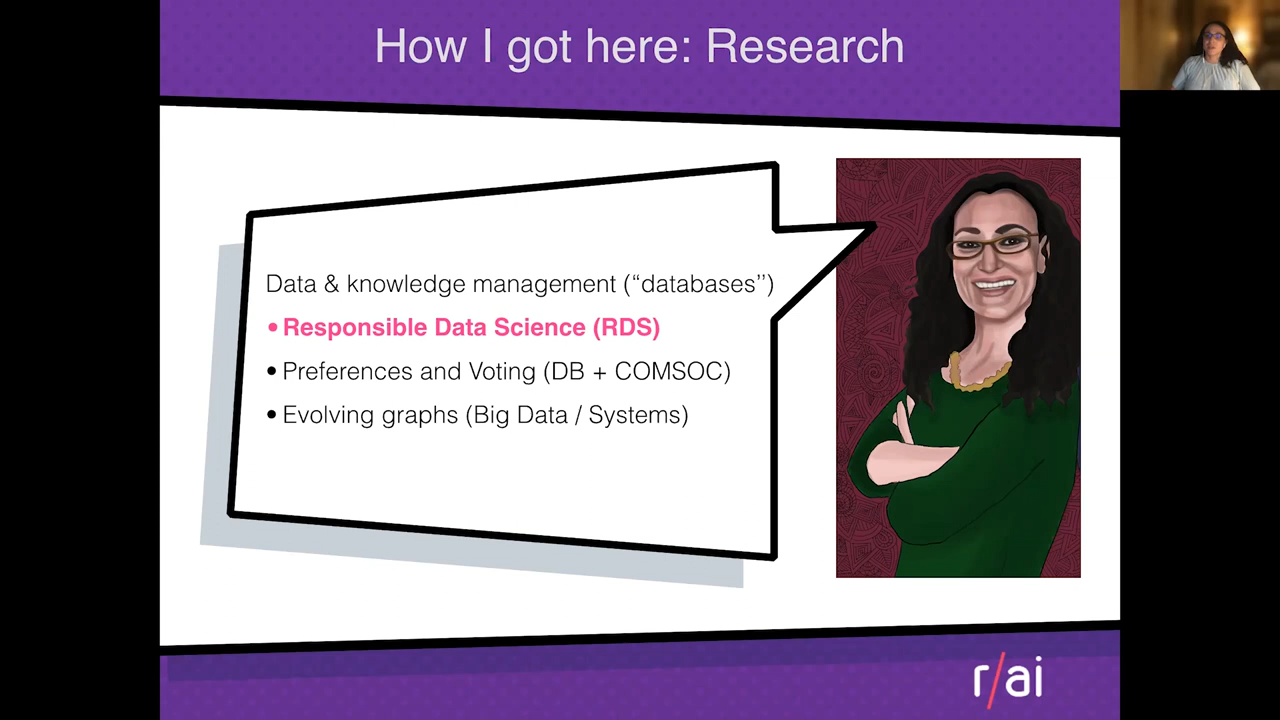 How I got here: Research
Data & knowledge management (“databases’’)
• Responsible Data Science (RDS)
• Preferences and Voting (DB + COMSOC)
• Evolving graphs (Big Data / Systems)
r/ai